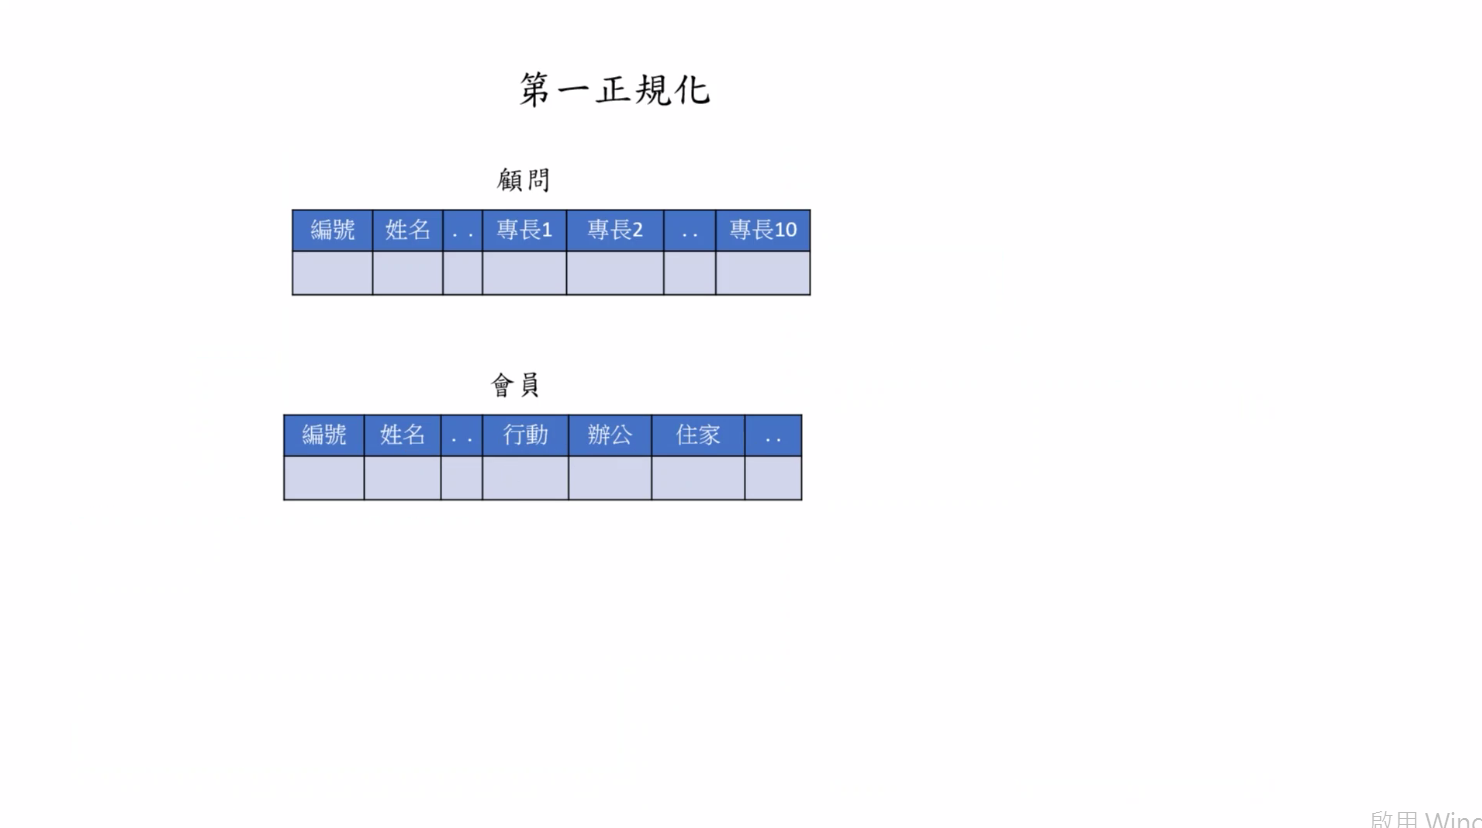 第一正規化
顧問
編號 姓名 .. 專長1 專長2 .. 專長10
會員
編號 姓名 .. 行動 辦公 住家 ..
啟用 Wind